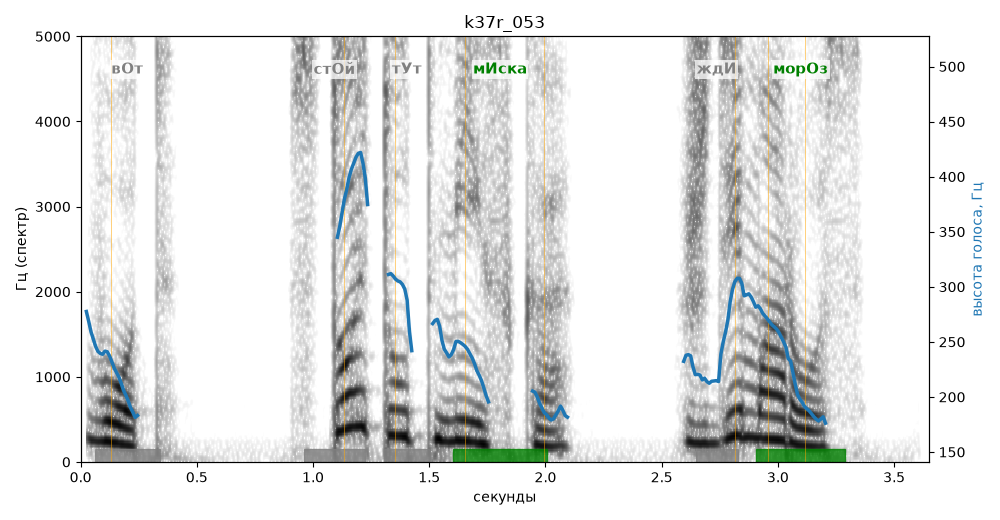 k37r_053
вОт
стОй
тУт
мИска
ждИ
морОз
5000
4000
3000
2000
1000
0
Гц (спектр)
500
450
400
350
300
250
200
150
высота голоса, Гц
0.0 0.5 1.0 1.5 2.0 2.5 3.0 3.5
секунды